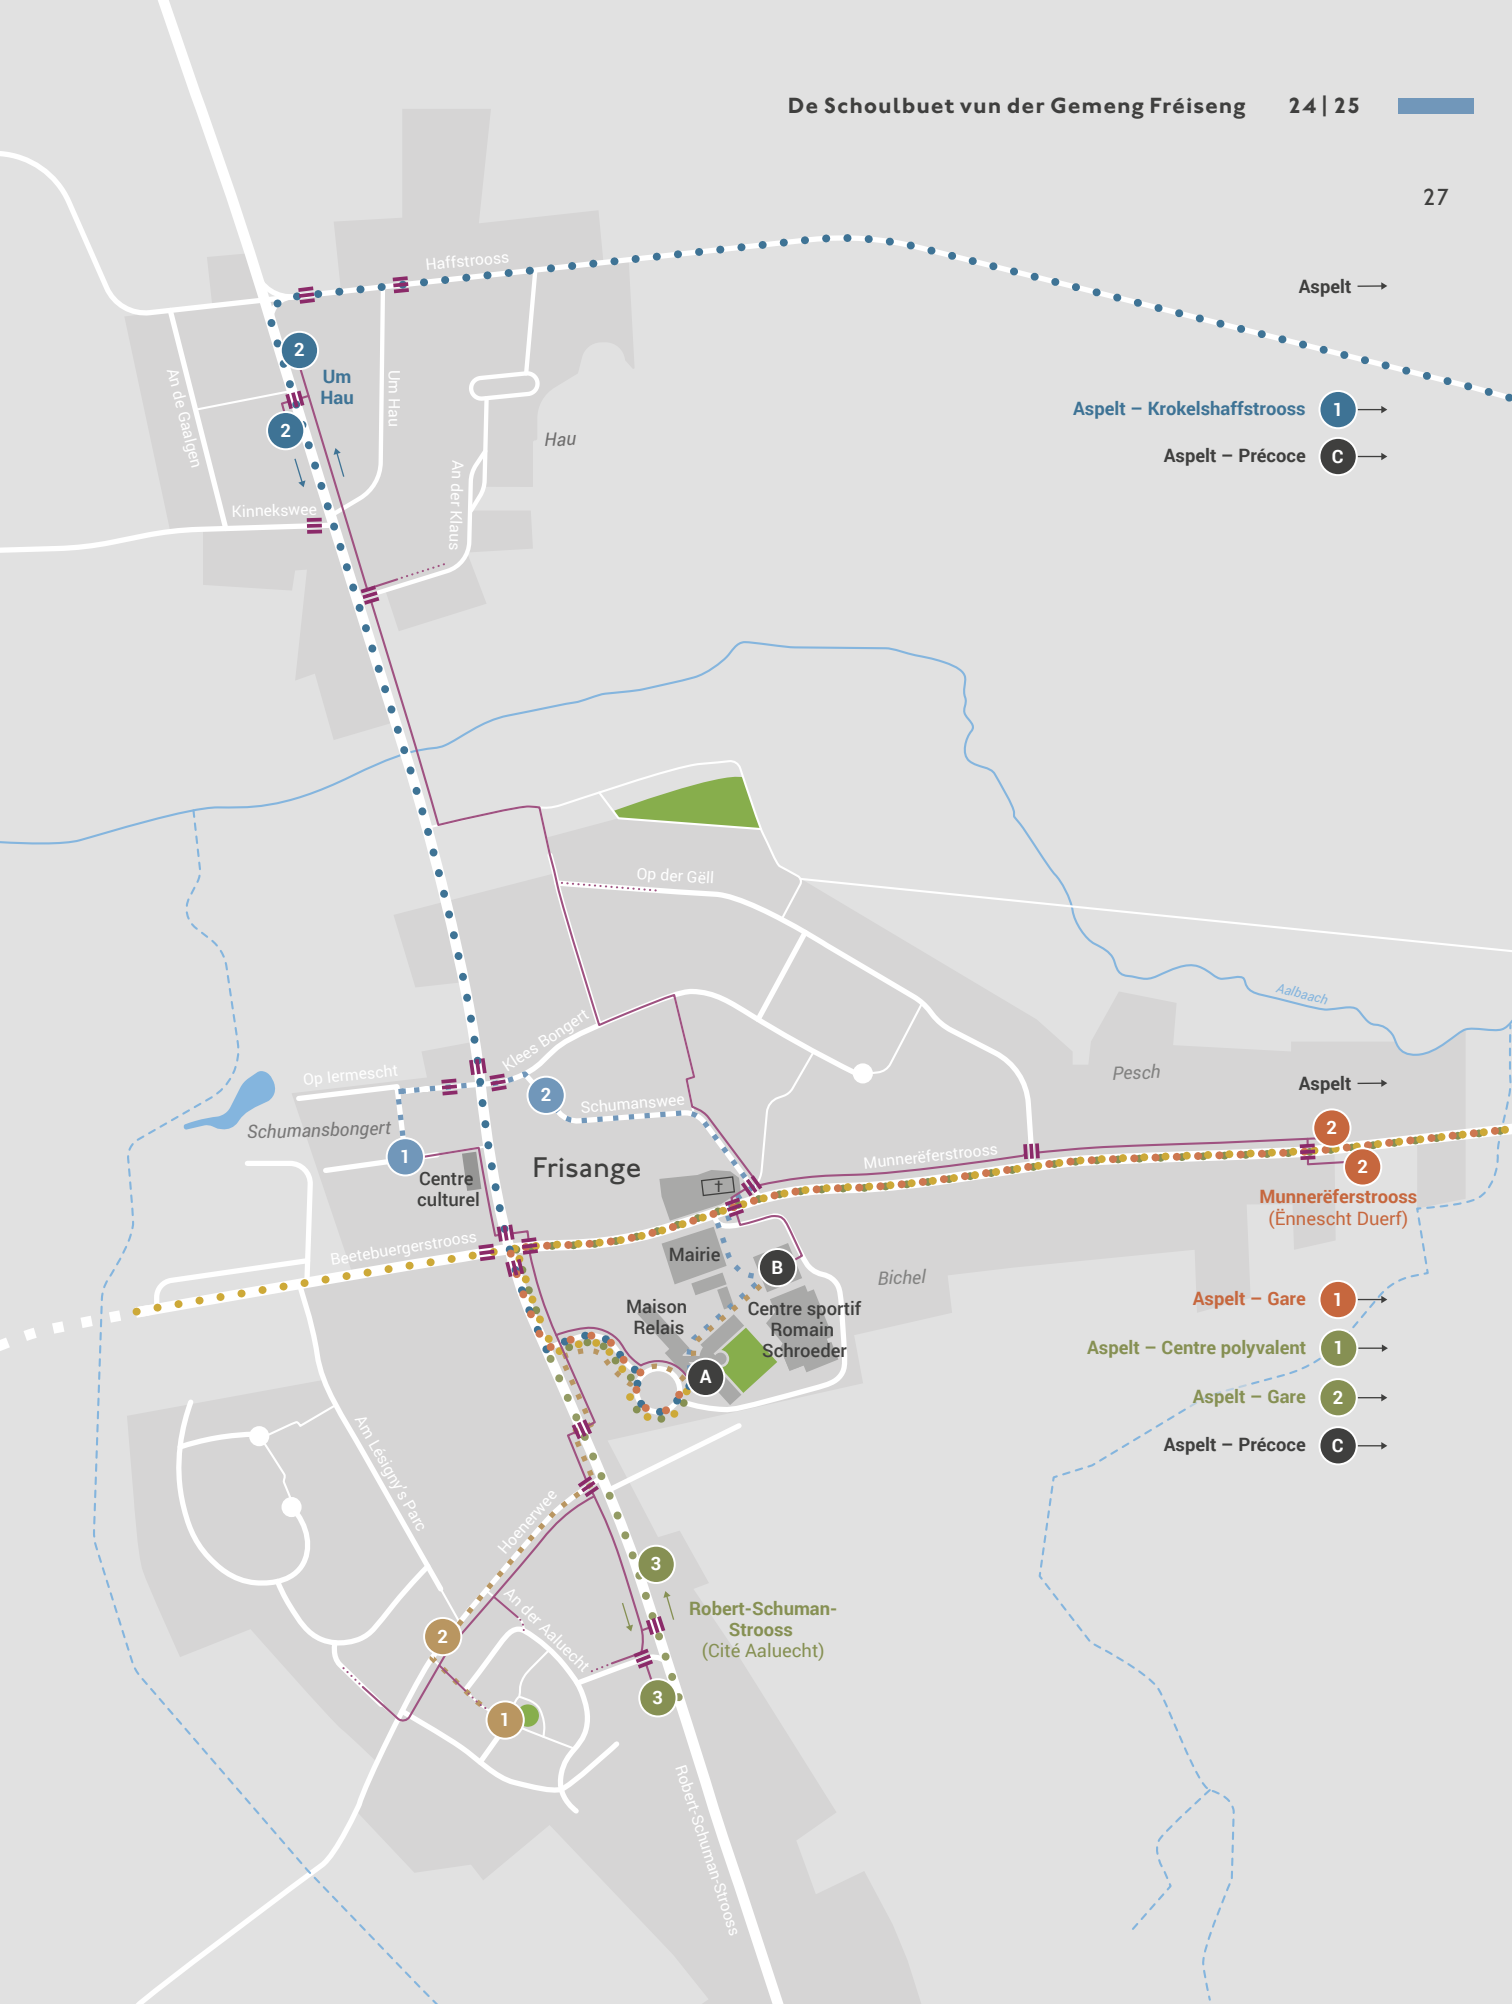 De Schoulbuet vun der Gemeng Fréiseng 24|25
27
Haffstrooss
Aspelt
2
Um
Hau
An de Gaalgen
Um Hau
2
Aspelt – Krokelshaffstrooss 1
Hau
Aspelt – Précoce C
An der Klaus
Kinnekswee
Op der Gëll
Aalbaach
Klees Bongert
Op Iermescht
Pesch
Aspelt
2
Schumanswee
Schumansbongert
2
1
Munnerëferstrooss
2
Frisange
Centre
culturel
Munnerëferstrooss
(Ënnescht Duerf)
Beetebuergerstrooss
Mairie
B
Bichel
Maison
Relais
Centre sportif
Romain
Schroeder
Aspelt – Gare 1
Aspelt – Centre polyvalent 1
A
Aspelt – Gare 2
Am Lésigny's Parc
Aspelt – Précoce C
Hoenerwee
3
An der Aaluecht
Robert-Schuman-
Strooss
(Cité Aaluecht)
2
3
1
Robert-Schuman-Strooss